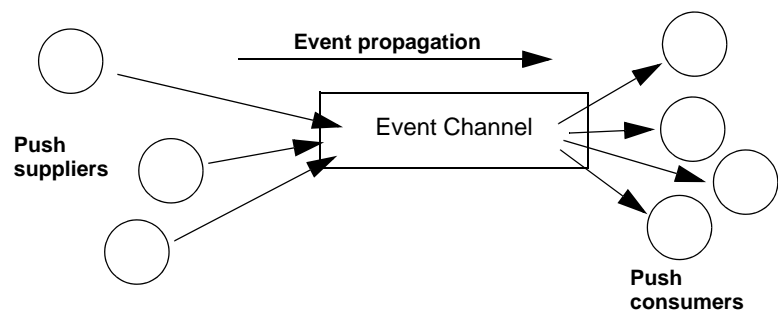 Event propagation
Event Channel
Push
suppliers
Push
consumers